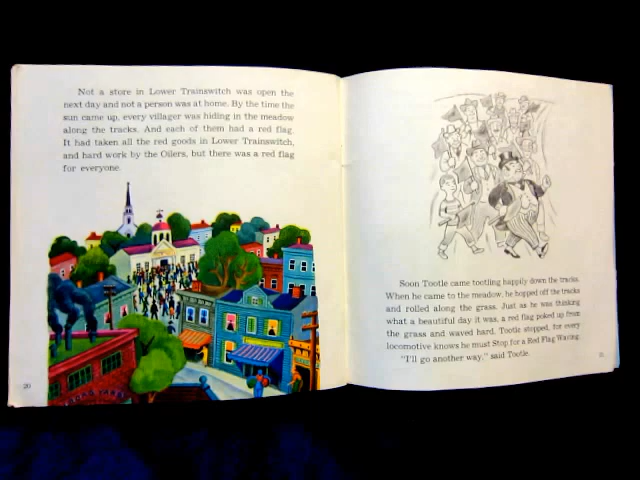 Not a store in Lower Trainswitch was open the
next day and not a person was at home. By the time the
sun came up, every villager was hiding in the meadow
along the tracks. And each of them had a red flag.
It had taken all the red goods in Lower Trainswitch,
and hard work by the Oilers, but there was a red flag
for everyone.
20
Soon Tootle came tootling happily down the tracks.
When he came to the meadow, he hopped off the tracks
and rolled along the grass. Just as he was thinking
what a beautiful day it was, a red flag poked up from
the grass and waved hard. Tootle stopped, for every
locomotive knows he must Stop for a Red Flag Waving.
"I'll go another way," said Tootle.